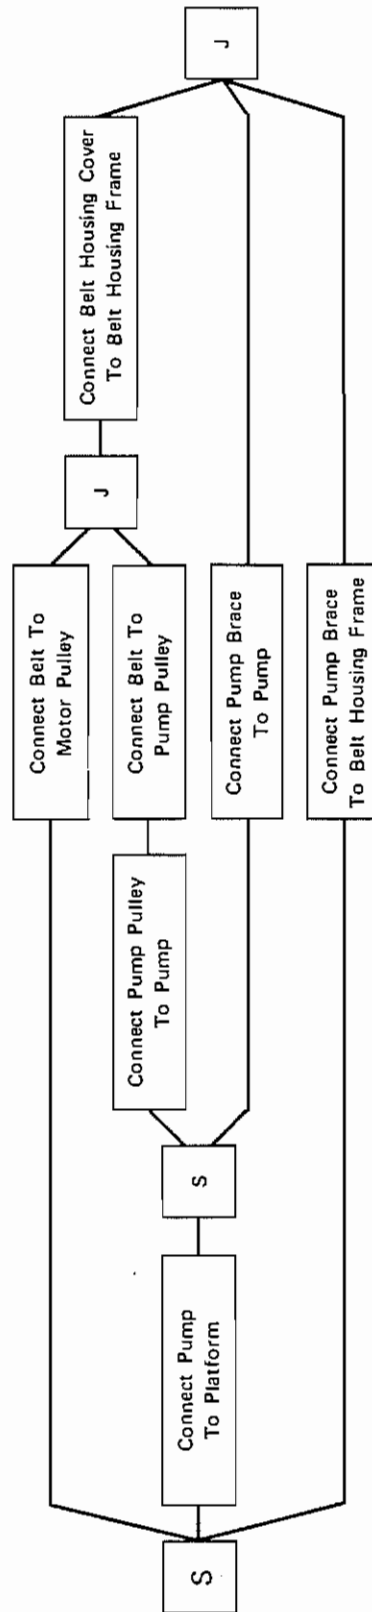 S
Connect Pump
To Platform
S
Connect Pump Pulley
To Pump
Connect Belt To
Motor Pulley
Connect Belt To
Pump Pulley
Connect Pump Brace
To Pump
Connect Pump Brace
To Belt Housing Frame
J
Connect Belt Housing Cover
To Belt Housing Frame
J